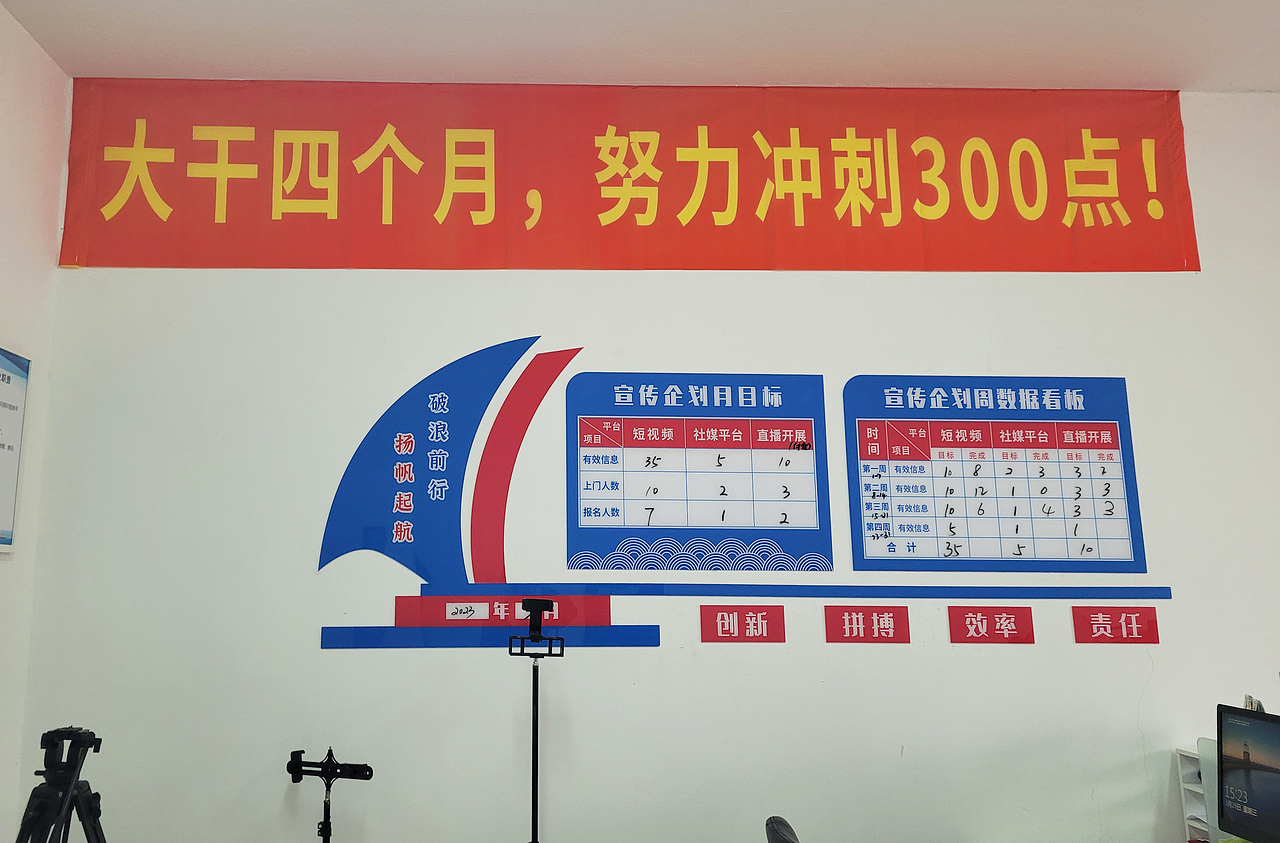 大干四个月，努力冲刺300点！
破浪前行
扬帆起航
宣传企划月目标
平台 项目 短视频 社媒平台 直播开展
有效信息 35 5 10
上门人数 10 2 3
报名人数 7 1 2
宣传企划周数据看板
时间 平台 项目 短视频 社媒平台 直播开展
目标 完成 目标 完成 目标 完成
第一周 有效信息 10 8 2 3 3 2
第二周 8-14 有效信息 10 12 1 0 3 3
第三周 15-21 有效信息 10 6 1 4 3 3
第四周 有效信息 5 1 1
合计 35 5 10
2023 年 月
创新 拼搏 效率 责任
15:23
星期三